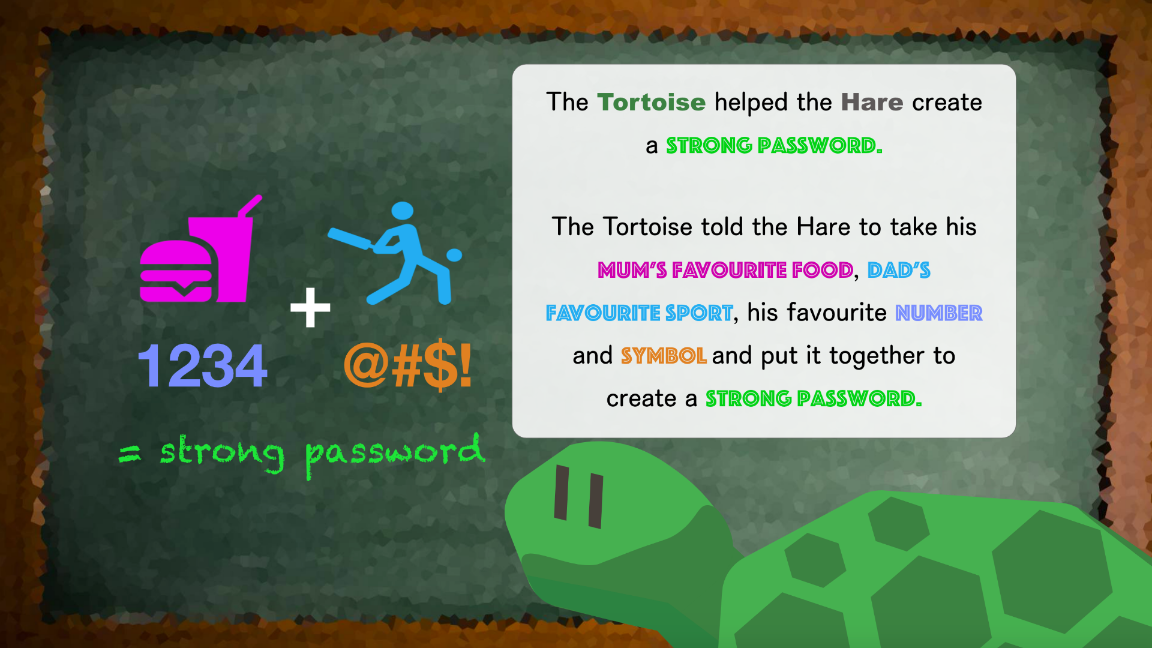 The Tortoise helped the Hare create
a STRONG PASSWORD.
The Tortoise told the Hare to take his
MUM'S FAVOURITE FOOD, DAD'S
FAVOURITE SPORT, his favourite NUMBER
and SYMBOL and put it together to
create a STRONG PASSWORD.
+
1234 @#$!
= strong password